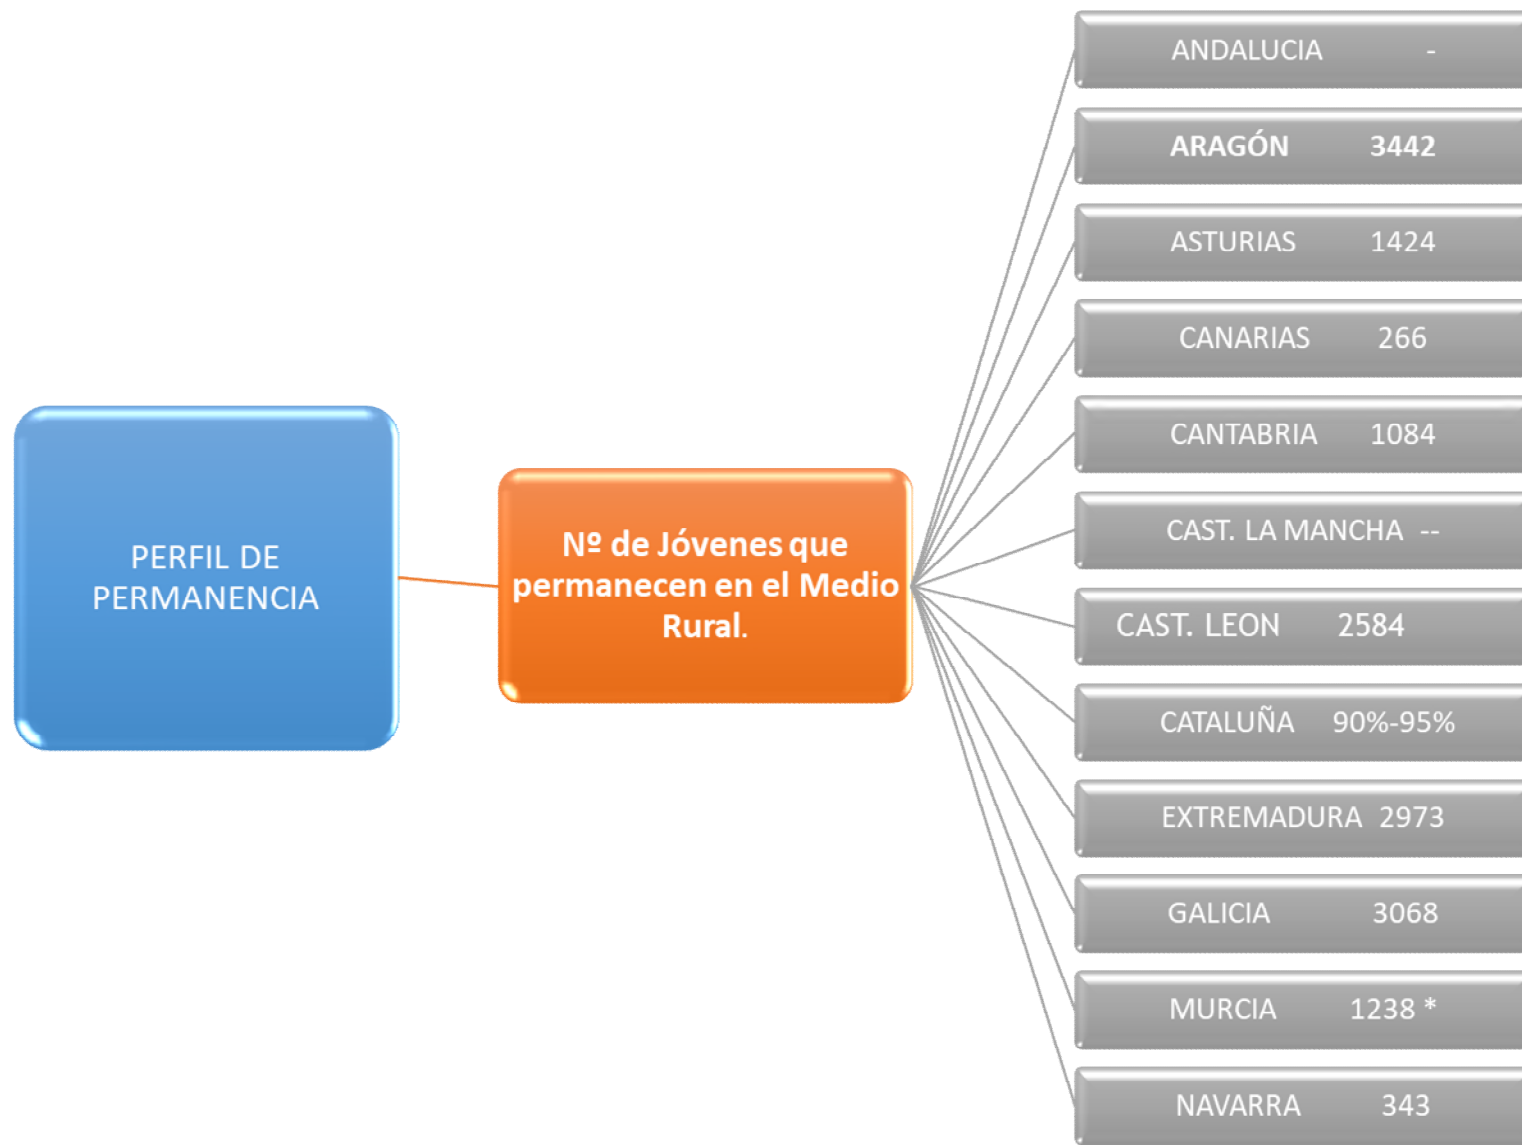 PERFIL DE
PERMANENCIA
Nº de Jóvenes que
permanecen en el Medio
Rural.
ANDALUCIA -
ARAGÓN 3442
ASTURIAS 1424
CANARIAS 266
CANTABRIA 1084
CAST. LA MANCHA --
CAST. LEON 2584
CATALUÑA 90%-95%
EXTREMADURA 2973
GALICIA 3068
MURCIA 1238 *
NAVARRA 343